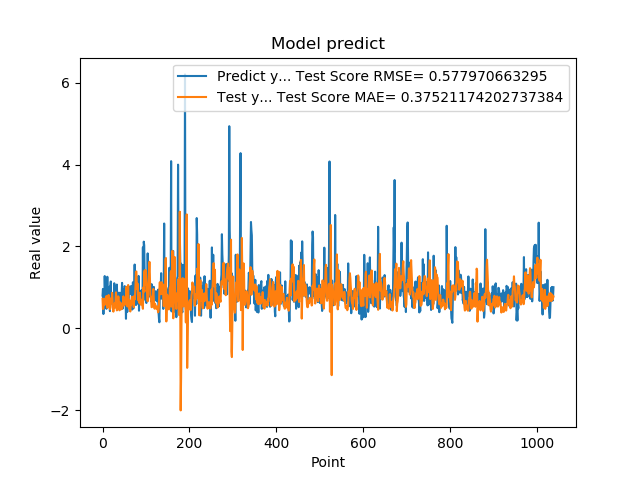 Model predict
Predict y... Test Score RMSE= 0.577970663295
Test y... Test Score MAE= 0.37521174202737384
6
4
2
0
−2
Real value
0 200 400 600 800 1000
Point